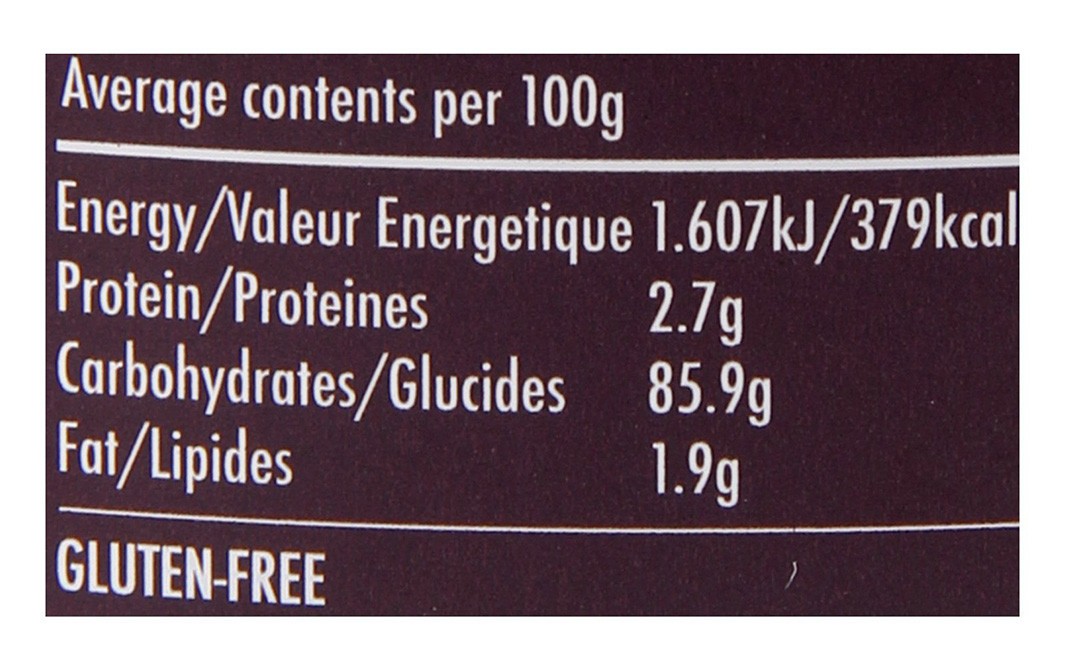 Average contents per 100g
Energy/Valeur Energetique 1.607kJ/379kcal
Protein/Proteines 2.7g
Carbohydrates/Glucides 85.9g
Fat/Lipides 1.9g
GLUTEN-FREE